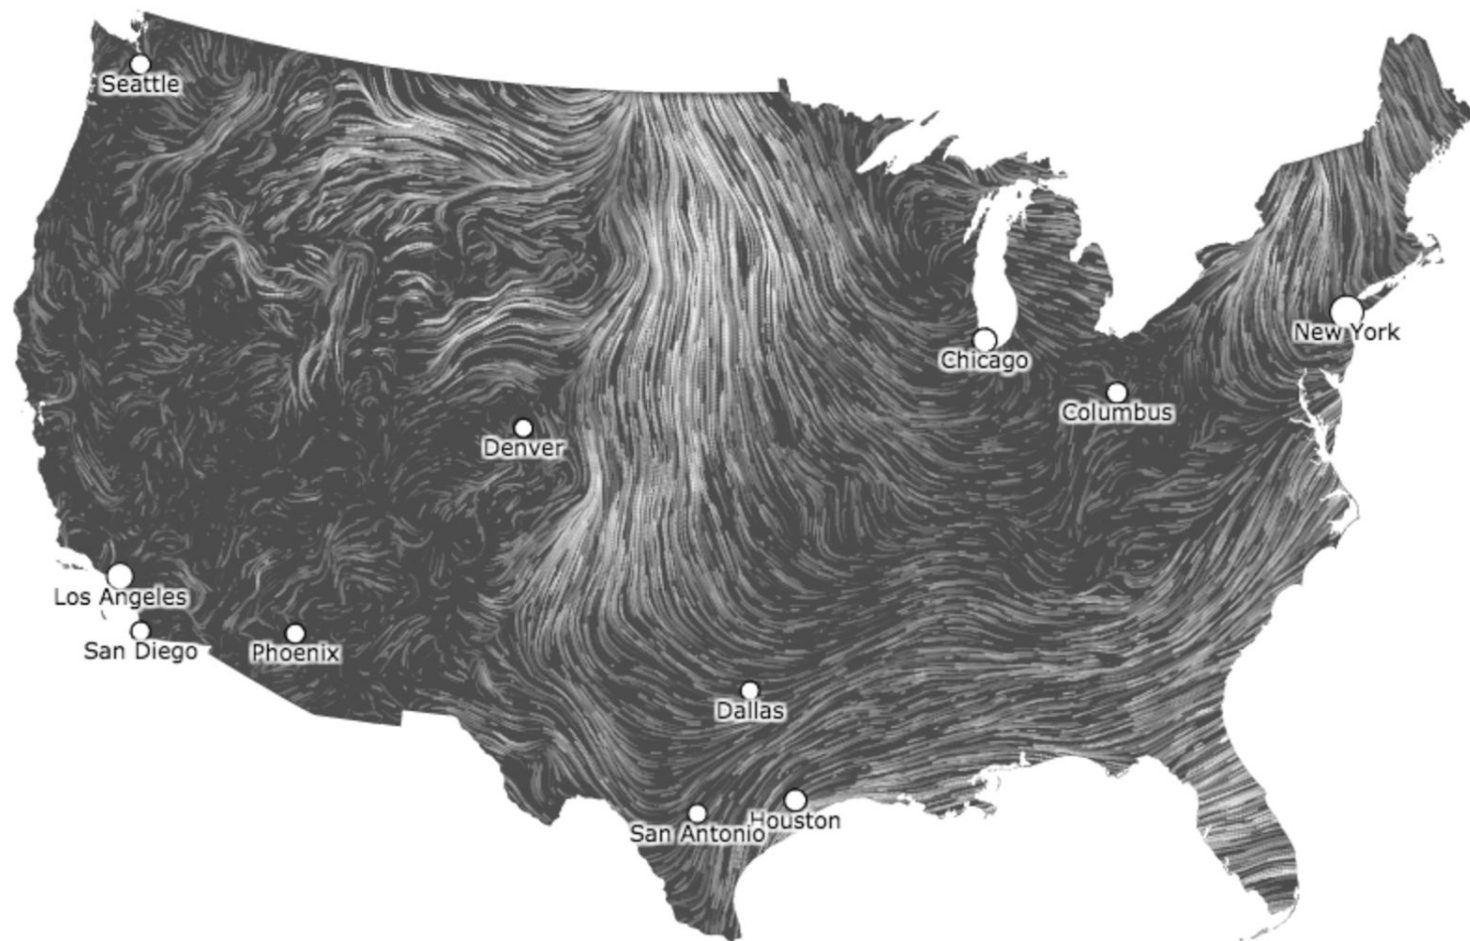 Seattle
New York
Chicago
Columbus
Denver
Los Angeles
San Diego
Phoenix
Dallas
San Antonio
Houston